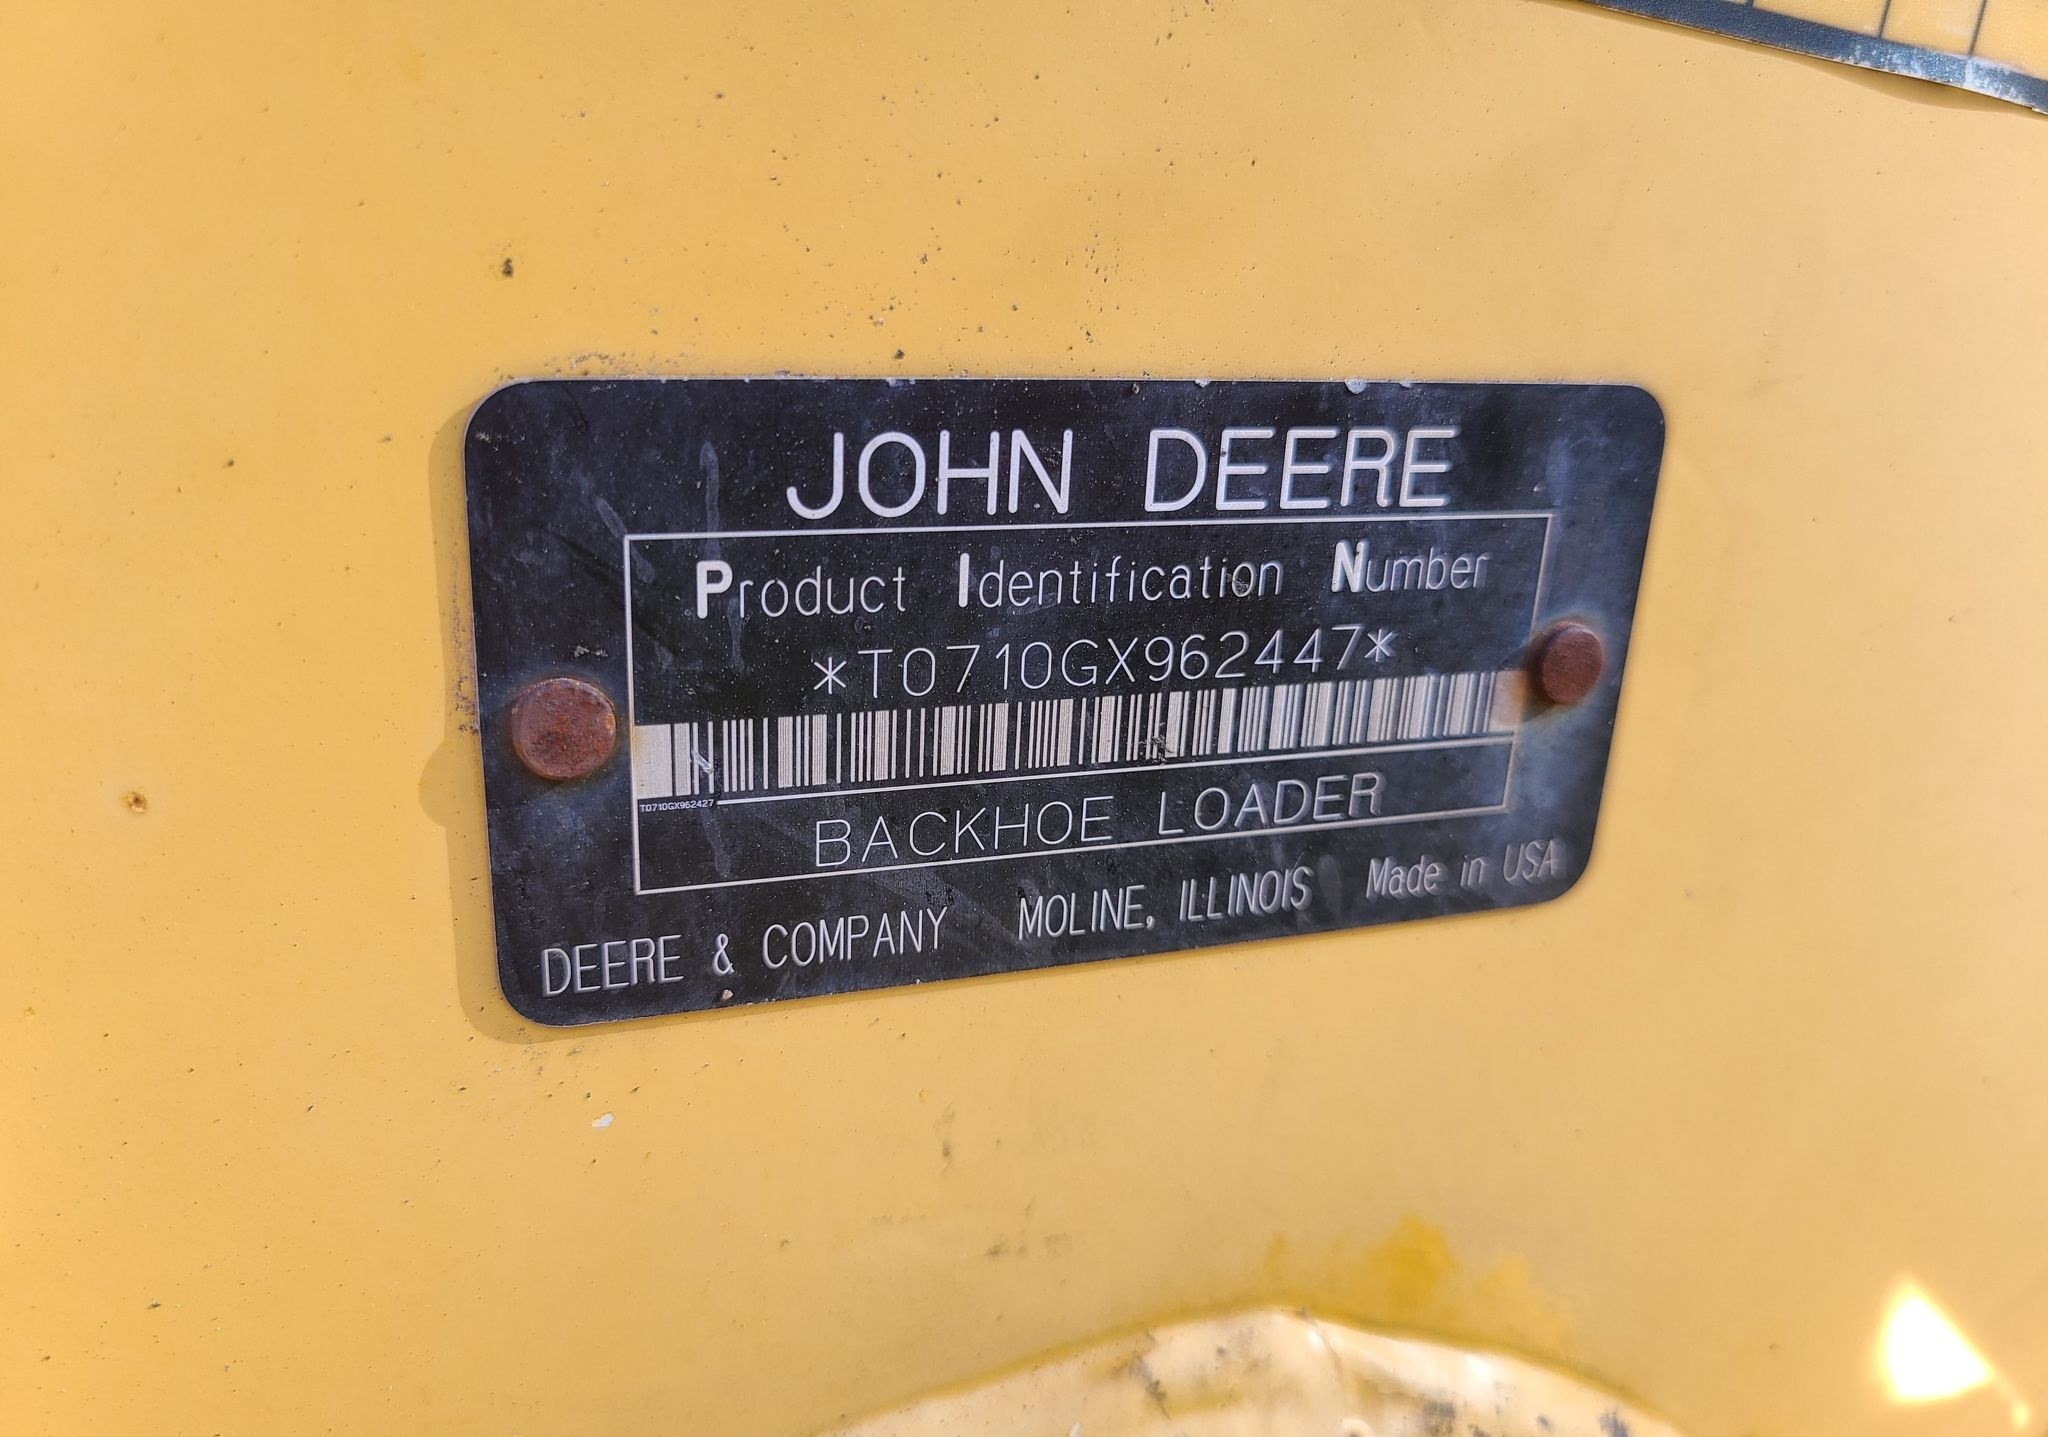 JOHN DEERE
Product Identification Number
*T0710GX962447*
T0710GX962427
BACKHOE LOADER
DEERE & COMPANY MOLINE, ILLINOIS Made in USA